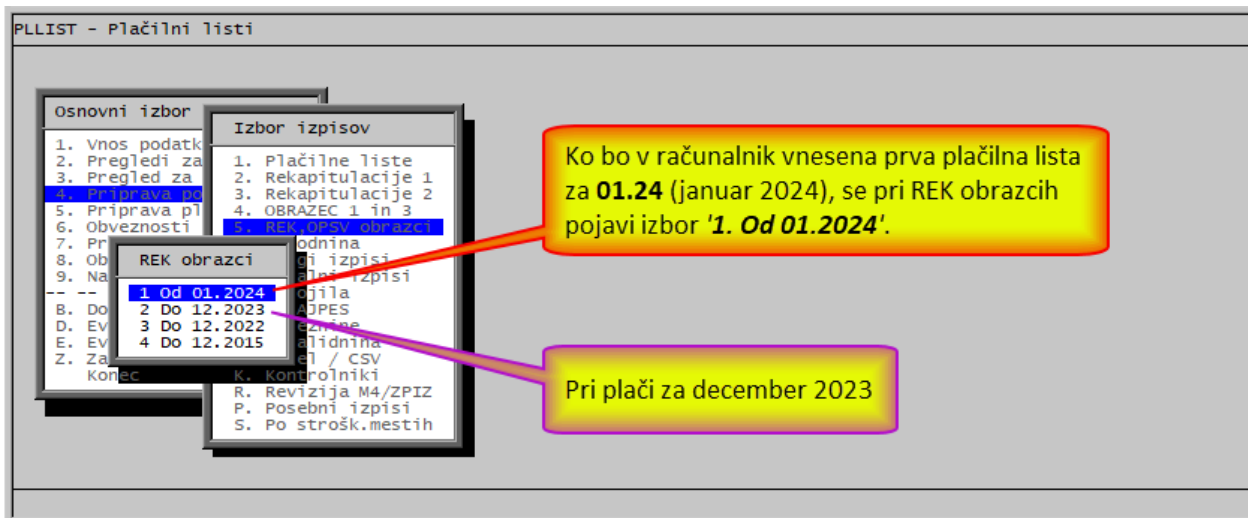 PLLIST - Plačilni listi
Osnovni izbor
1. Vnos podatk
2. Pregledi za
3. Pregled za
4. Priprava po
5. Priprava pl
6. Obveznosti
7. Pr
8. Ob
9. Na
-- --
B. Do
D. Ev
E. Ev
Z. Za
Konec
Izbor izpisov
1. Plačilne liste
2. Rekapitulacije 1
3. Rekapitulacije 2
4. OBRAZEC 1 in 3
5. REK,OPSV obrazci
odnina
gi izpisi
alni izpisi
ojila
AJPES
eznine
alidnina
el / CSV
K. Kontrolniki
R. Revizija M4/ZPIZ
P. Posebni izpisi
S. Po strošk.mestih
REK obrazci
1 Od 01.2024
2 Do 12.2023
3 Do 12.2022
4 Do 12.2015
Ko bo v računalnik vnesena prva plačilna lista
za 01.24 (januar 2024), se pri REK obrazcih
pojavi izbor '1. Od 01.2024'.
Pri plači za december 2023